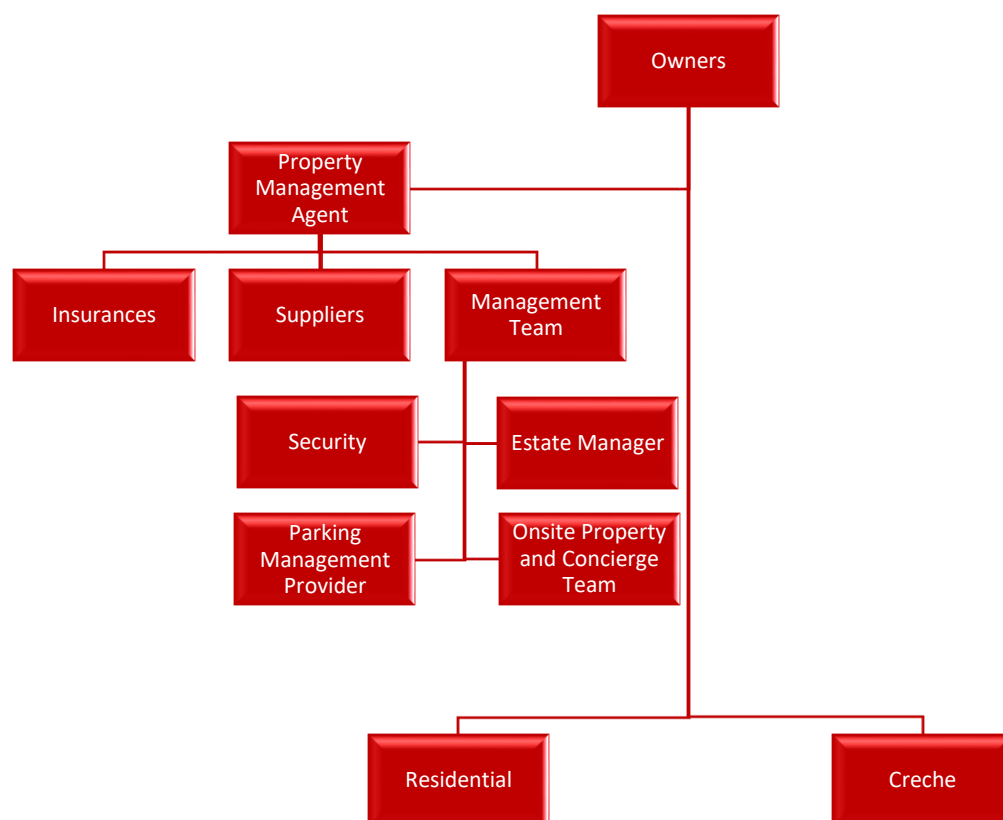 Owners
Property
Management
Agent
Insurances
Suppliers
Management
Team
Security
Estate Manager
Parking
Management
Provider
Onsite Property
and Concierge
Team
Residential
Creche